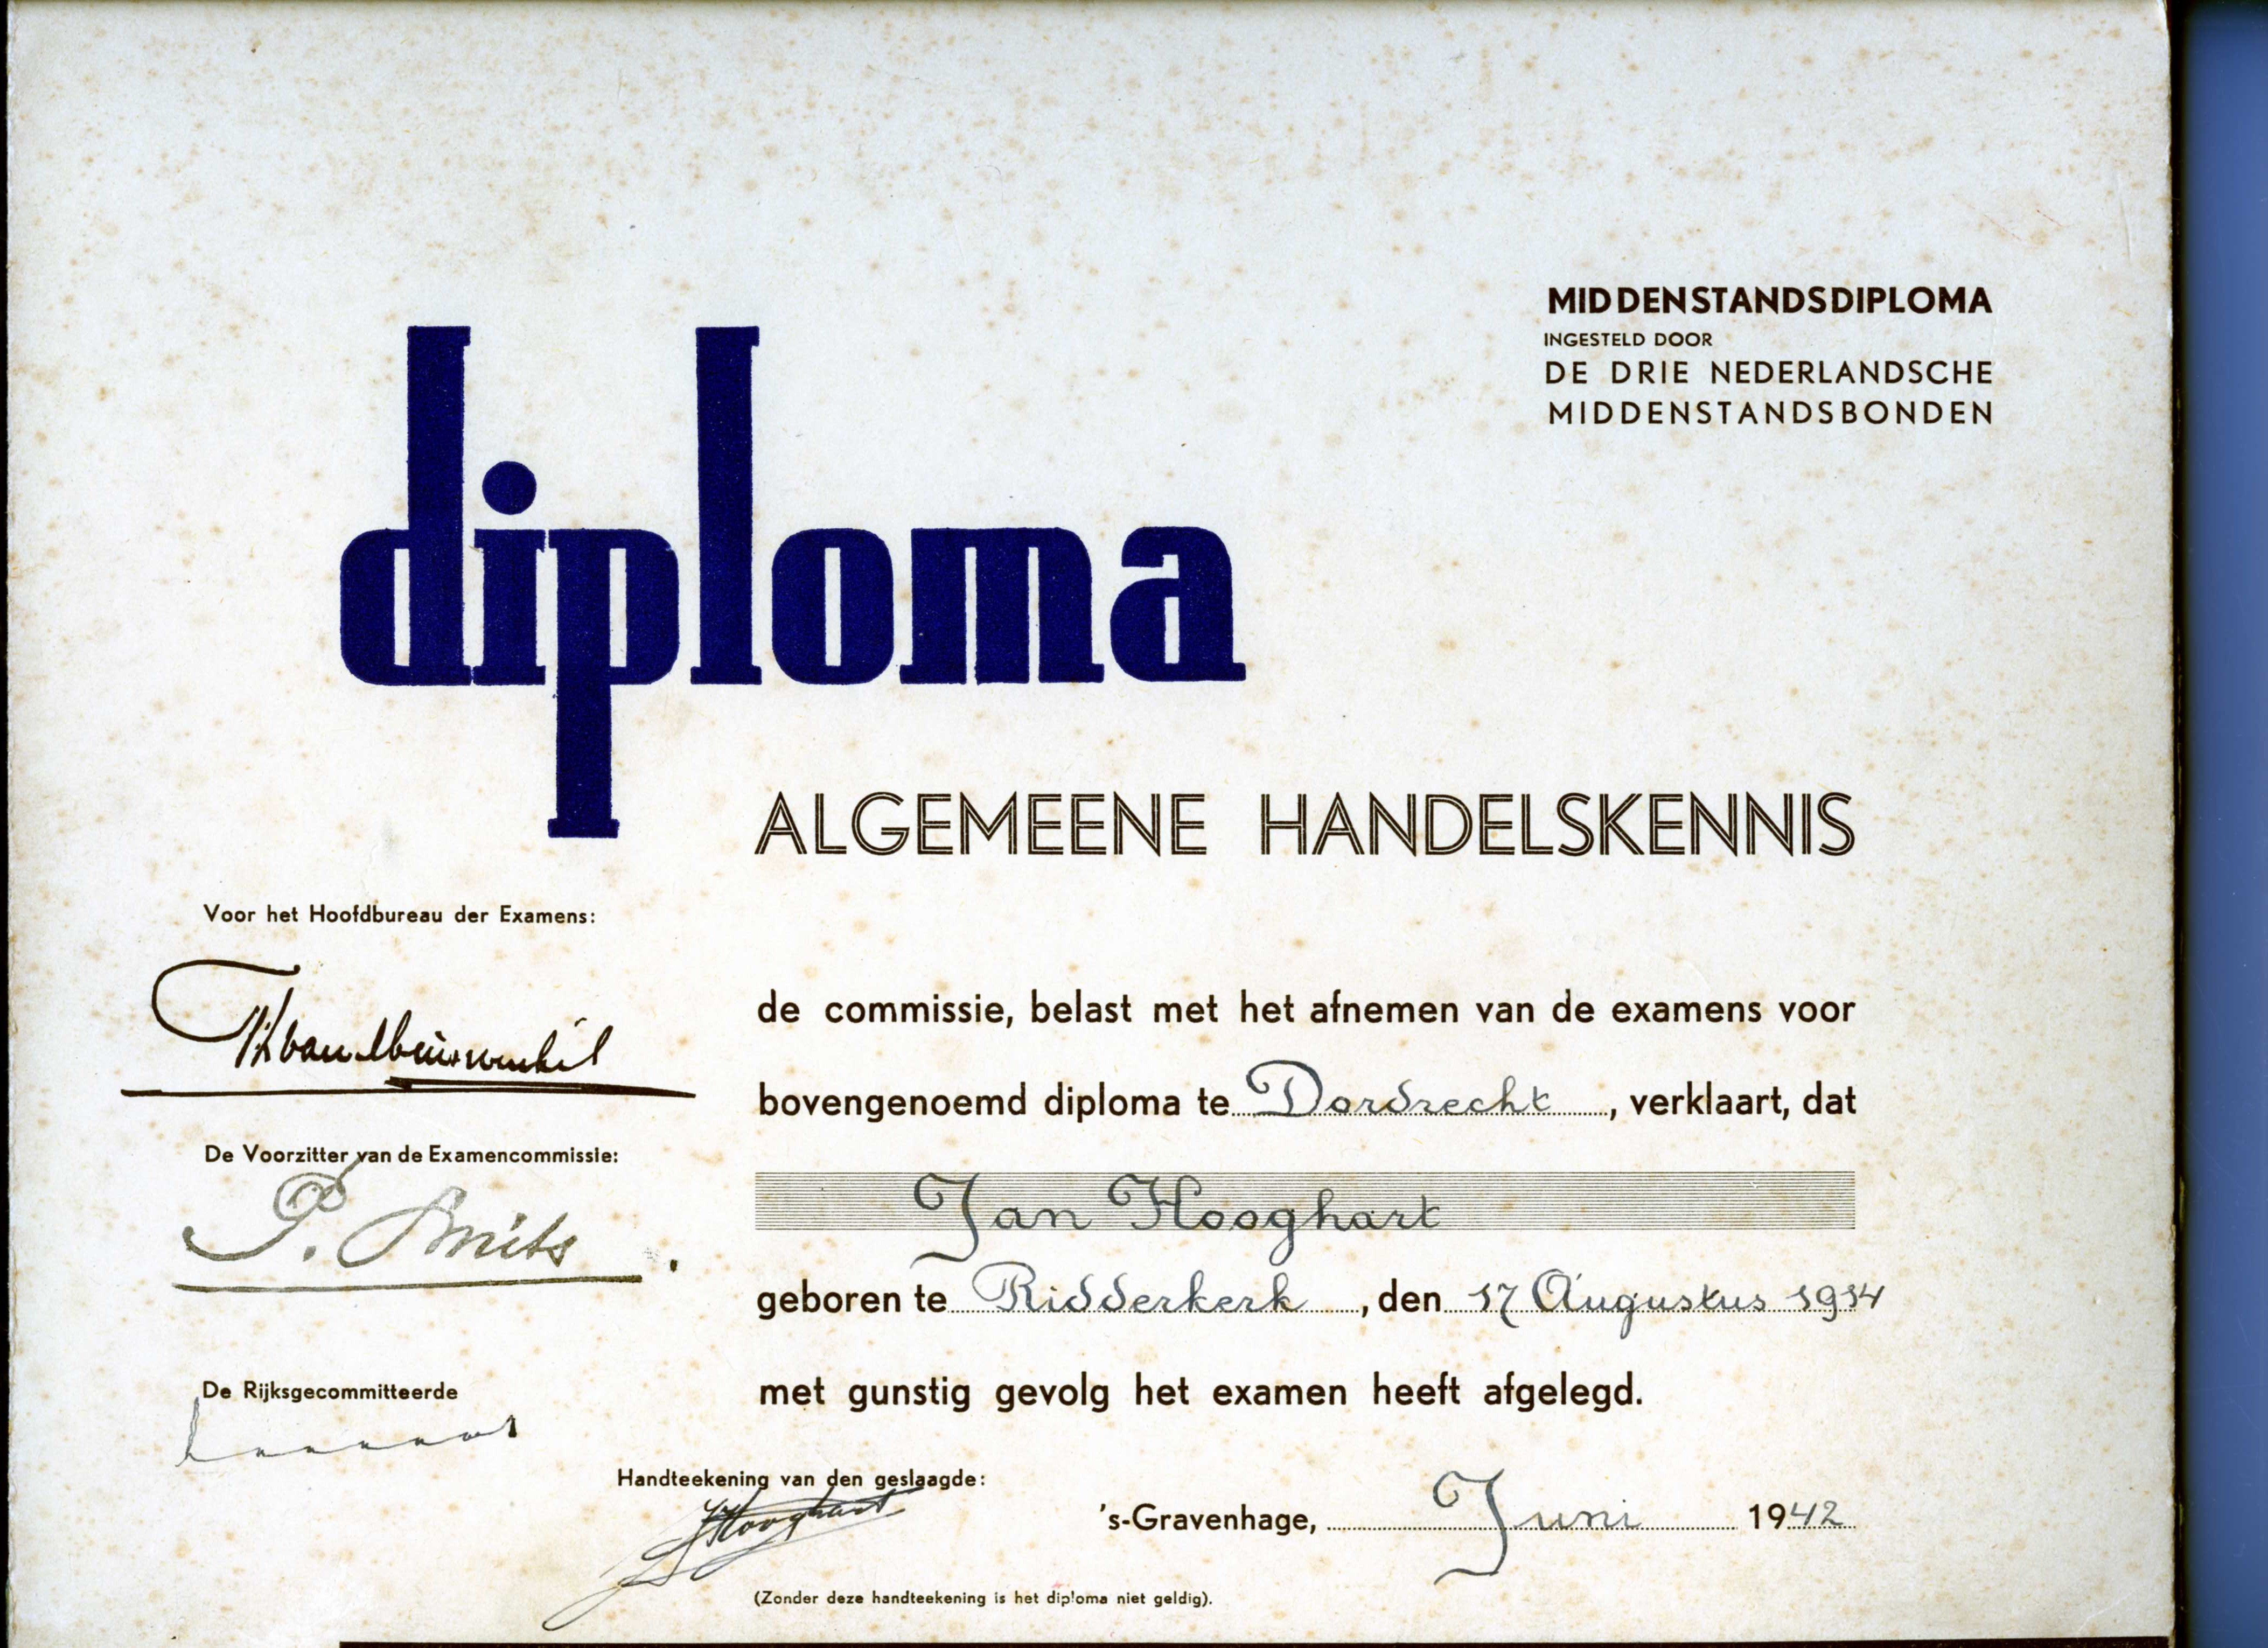 MIDDENSTANDSDIPLOMA
INGESTELD DOOR
DE DRIE NEDERLANDSCHE
MIDDENSTANDSBONDEN
diploma
ALGEMEENE HANDELSKENNIS
Voor het Hoofdbureau der Examens:
de commissie, belast met het afnemen van de examens voor
bovengenoemd diploma te Dordrecht, verklaart, dat
De Voorzitter van de Examencommissie:
P. Smits
Jan Hooghart
geboren te Ridderkerk, den 17 Augustus 1914
De Rijksgecommitteerde
met gunstig gevolg het examen heeft afgelegd.
Handteekening van den geslaagde:
JHooghart
's-Gravenhage, Juni 1942
(Zonder deze handteekening is het diploma niet geldig).